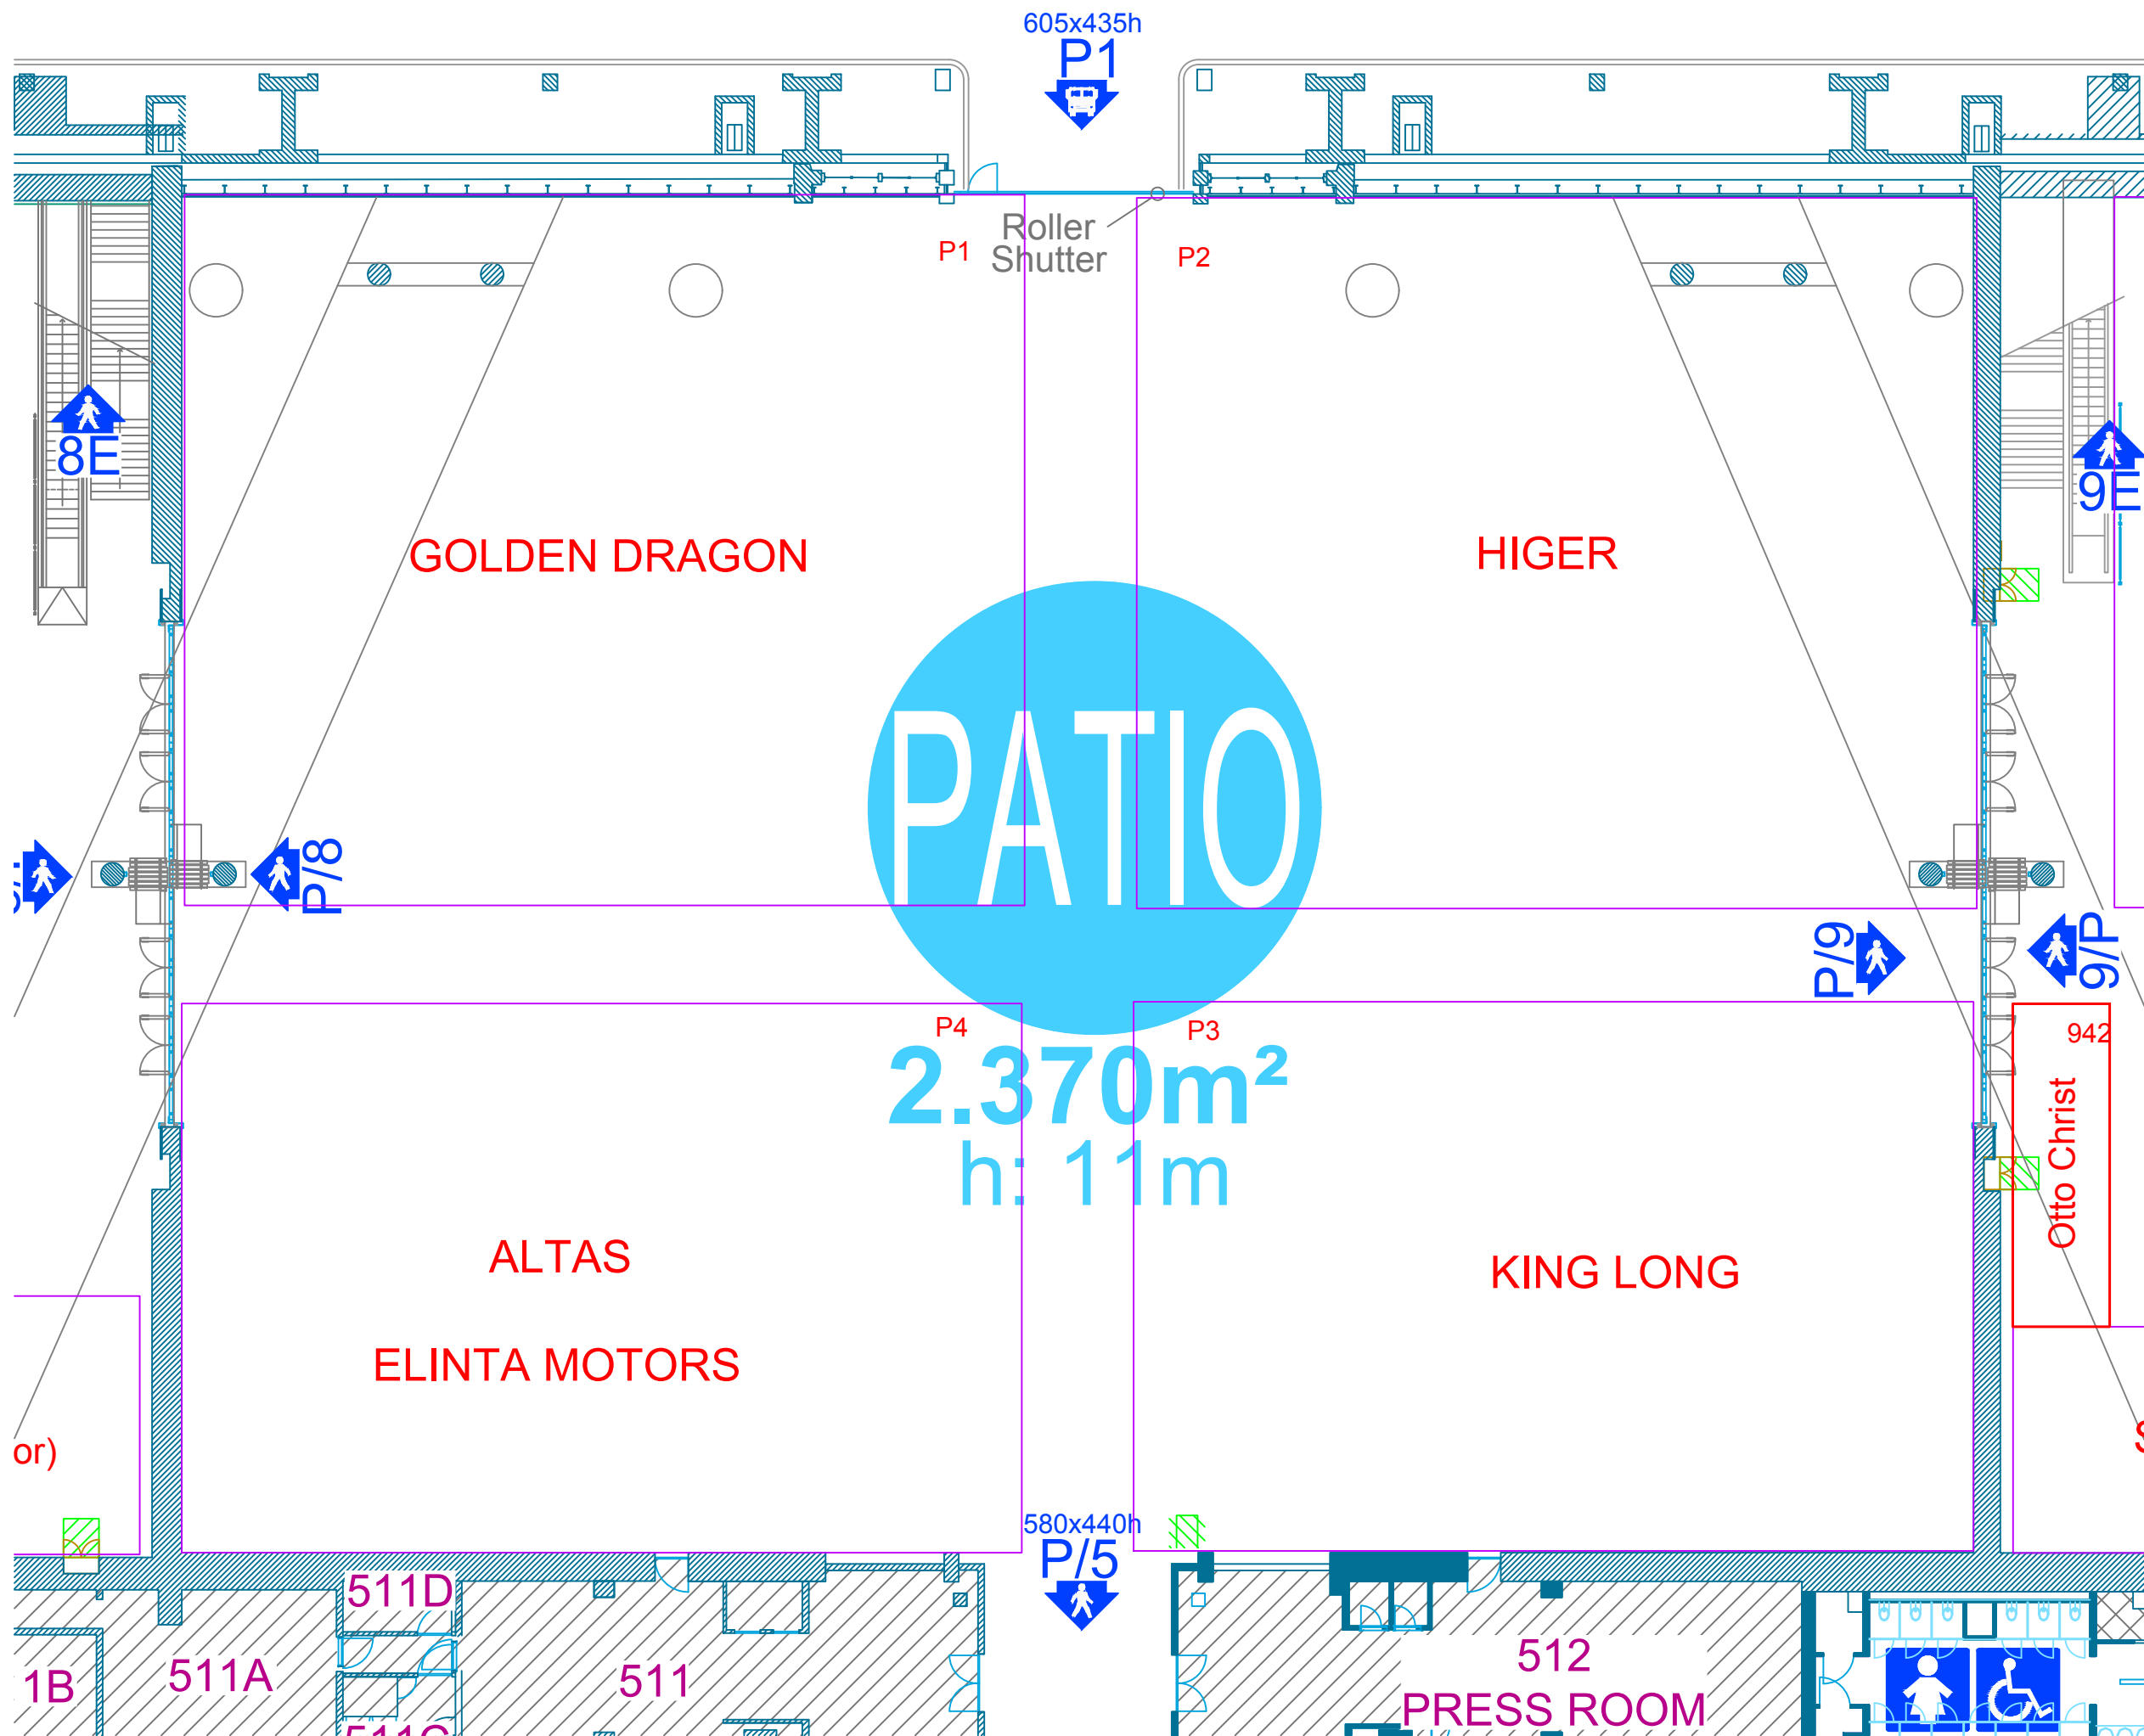 605x435h
P1
Roller
Shutter
P1
P2
8E
9E
GOLDEN DRAGON
HIGER
PATIO
P/8
P/9
9/P
P4
P3
942
2.370m²
h: 11m
Otto Christ
ALTAS
KING LONG
ELINTA MOTORS
or)
580x440h
P/5
511D
511A
511
512
PRESS ROOM
1B
511C